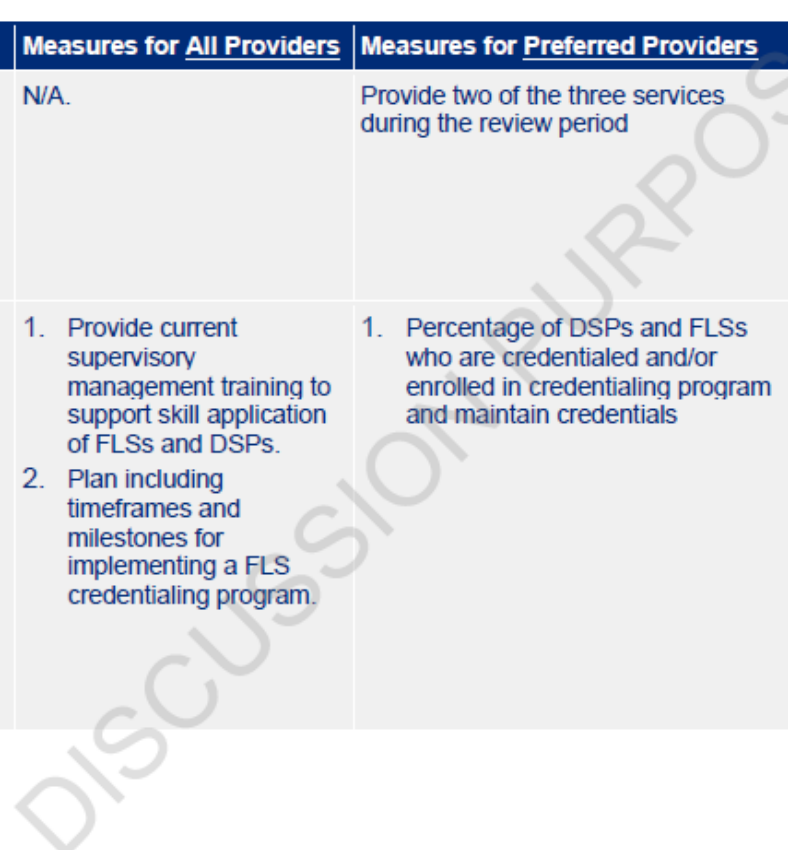 Measures for All Providers
Measures for Preferred Providers
N/A.
Provide two of the three services
during the review period
1. Provide current
supervisory
management training to
support skill application
of FLSs and DSPs.
2. Plan including
timeframes and
milestones for
implementing a FLS
credentialing program.
1. Percentage of DSPs and FLSs
who are credentialed and/or
enrolled in credentialing program
and maintain credentials
DISCUSSION PURPOS